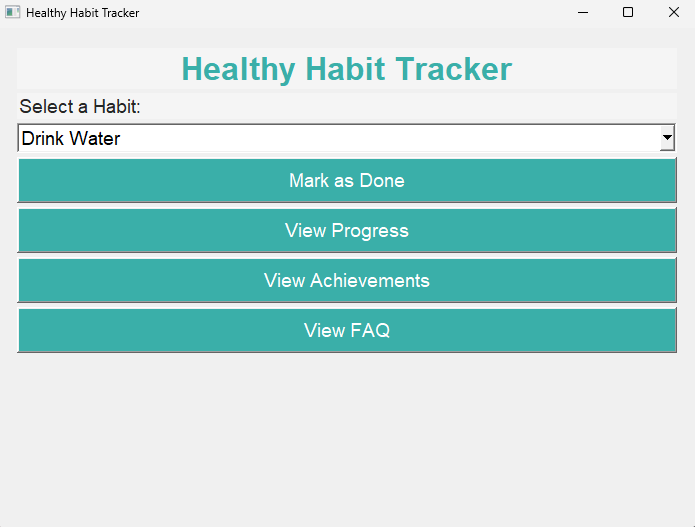 Healthy Habit Tracker
Healthy Habit Tracker
Select a Habit:
Drink Water
Mark as Done
View Progress
View Achievements
View FAQ